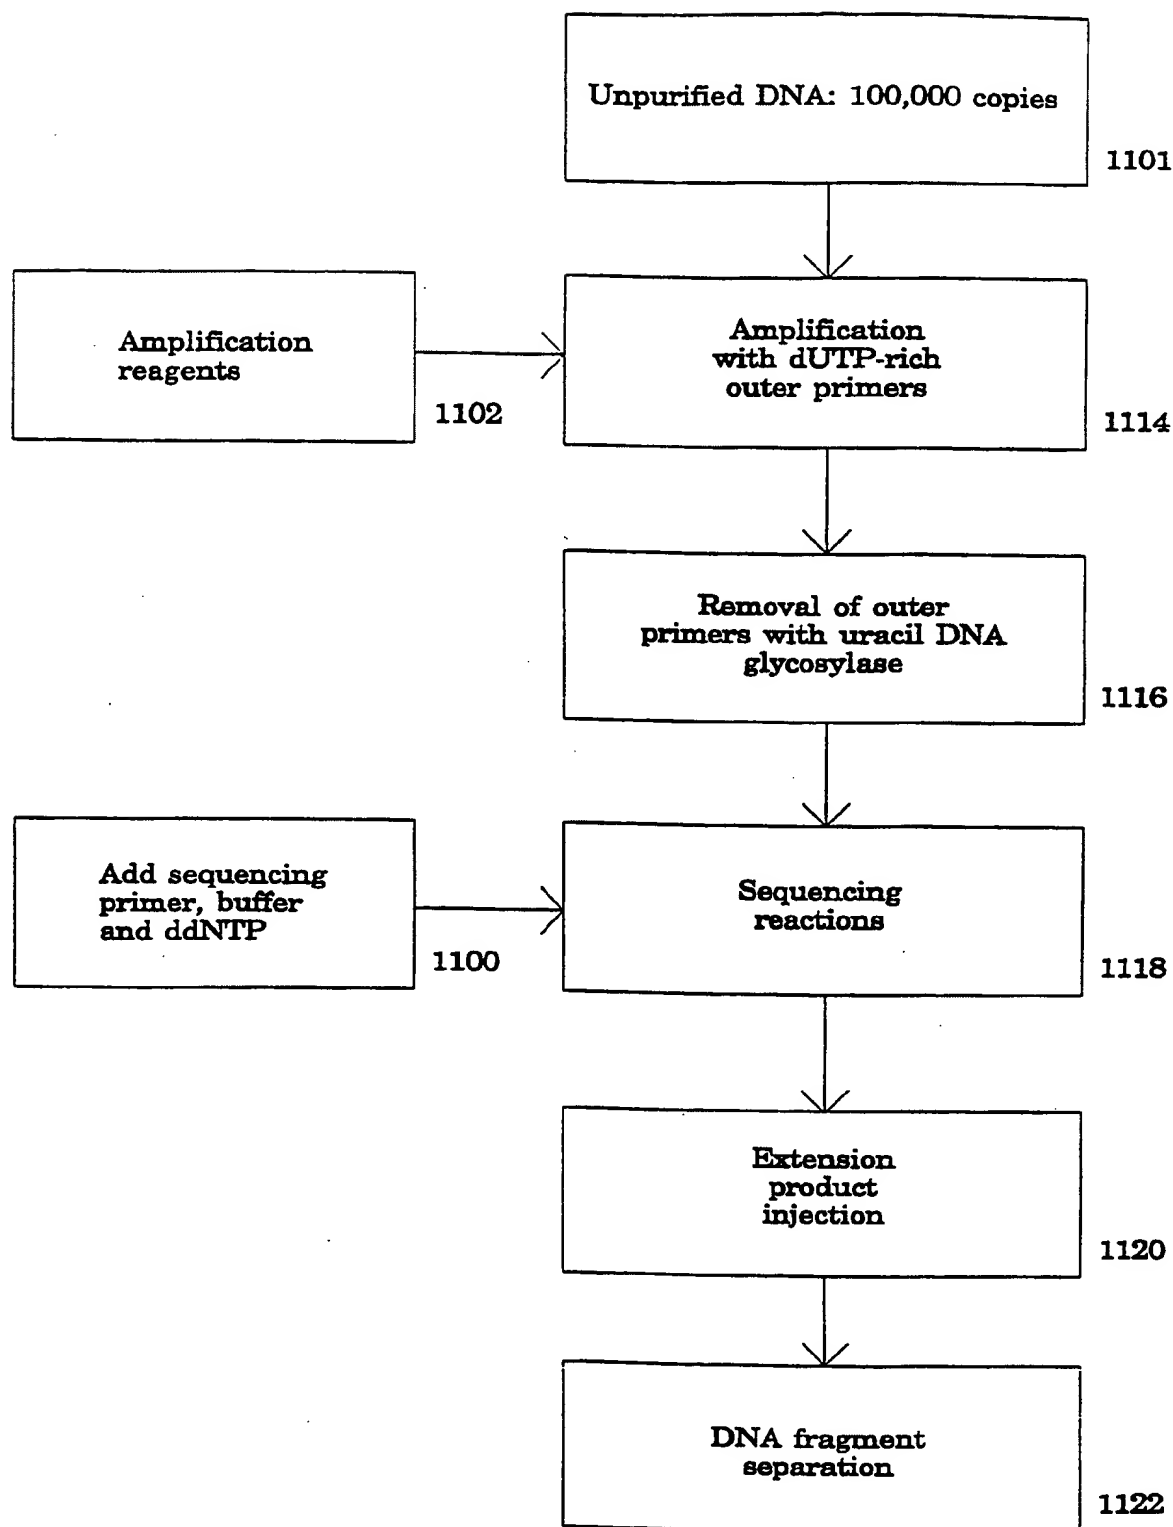 Unpurified DNA: 100,000 copies
1101
Amplification
reagents
1102
Amplification
with dUTP-rich
outer primers
1114
Removal of outer
primers with uracil DNA
glycosylase
1116
Add sequencing
primer, buffer
and ddNTP
1100
Sequencing
reactions
1118
Extension
product
injection
1120
DNA fragment
separation
1122